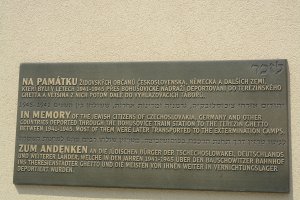 לזכר
NA PAMÁTKU ŽIDOVSKÝCH OBČANŮ ČESKOSLOVENSKA, NĚMECKA A DALŠÍCH ZEMÍ,
KTEŘÍ BYLI V LETECH 1941-1945 PŘES BOHUŠOVICKÉ NÁDRAŽÍ DEPORTOVÁNI DO TEREZÍNSKÉHO
GHETTA A VĚTŠINA Z NICH POTOM DÁLE DO VYHLAZOVACÍCH TÁBORŮ.
IN MEMORY OF THE JEWISH CITIZENS OF CZECHOSLOVAKIA, GERMANY AND OTHER
COUNTRIES DEPORTED THROUGH THE BOHUŠOVICE TRAIN STATION TO THE TEREZÍN GHETTO
BETWEEN 1941-1945. MOST OF THEM WERE LATER TRANSPORTED TO THE EXTERMINATION CAMPS.
ZUM ANDENKEN AN DIE JÜDISCHEN BÜRGER DER TSCHECHOSLOWAKEI, DEUTSCHLANDS
UND WEITERER LÄNDER, WELCHE IN DEN JAHREN 1941-1945 ÜBER DEN BAUSCHOWITZER BAHNHOF
INS THERESIENSTÄDTER GHETTO UND DIE MEISTEN VON IHNEN WEITER IN VERNICHTUNGSLAGER
DEPORTIERT WURDEN.